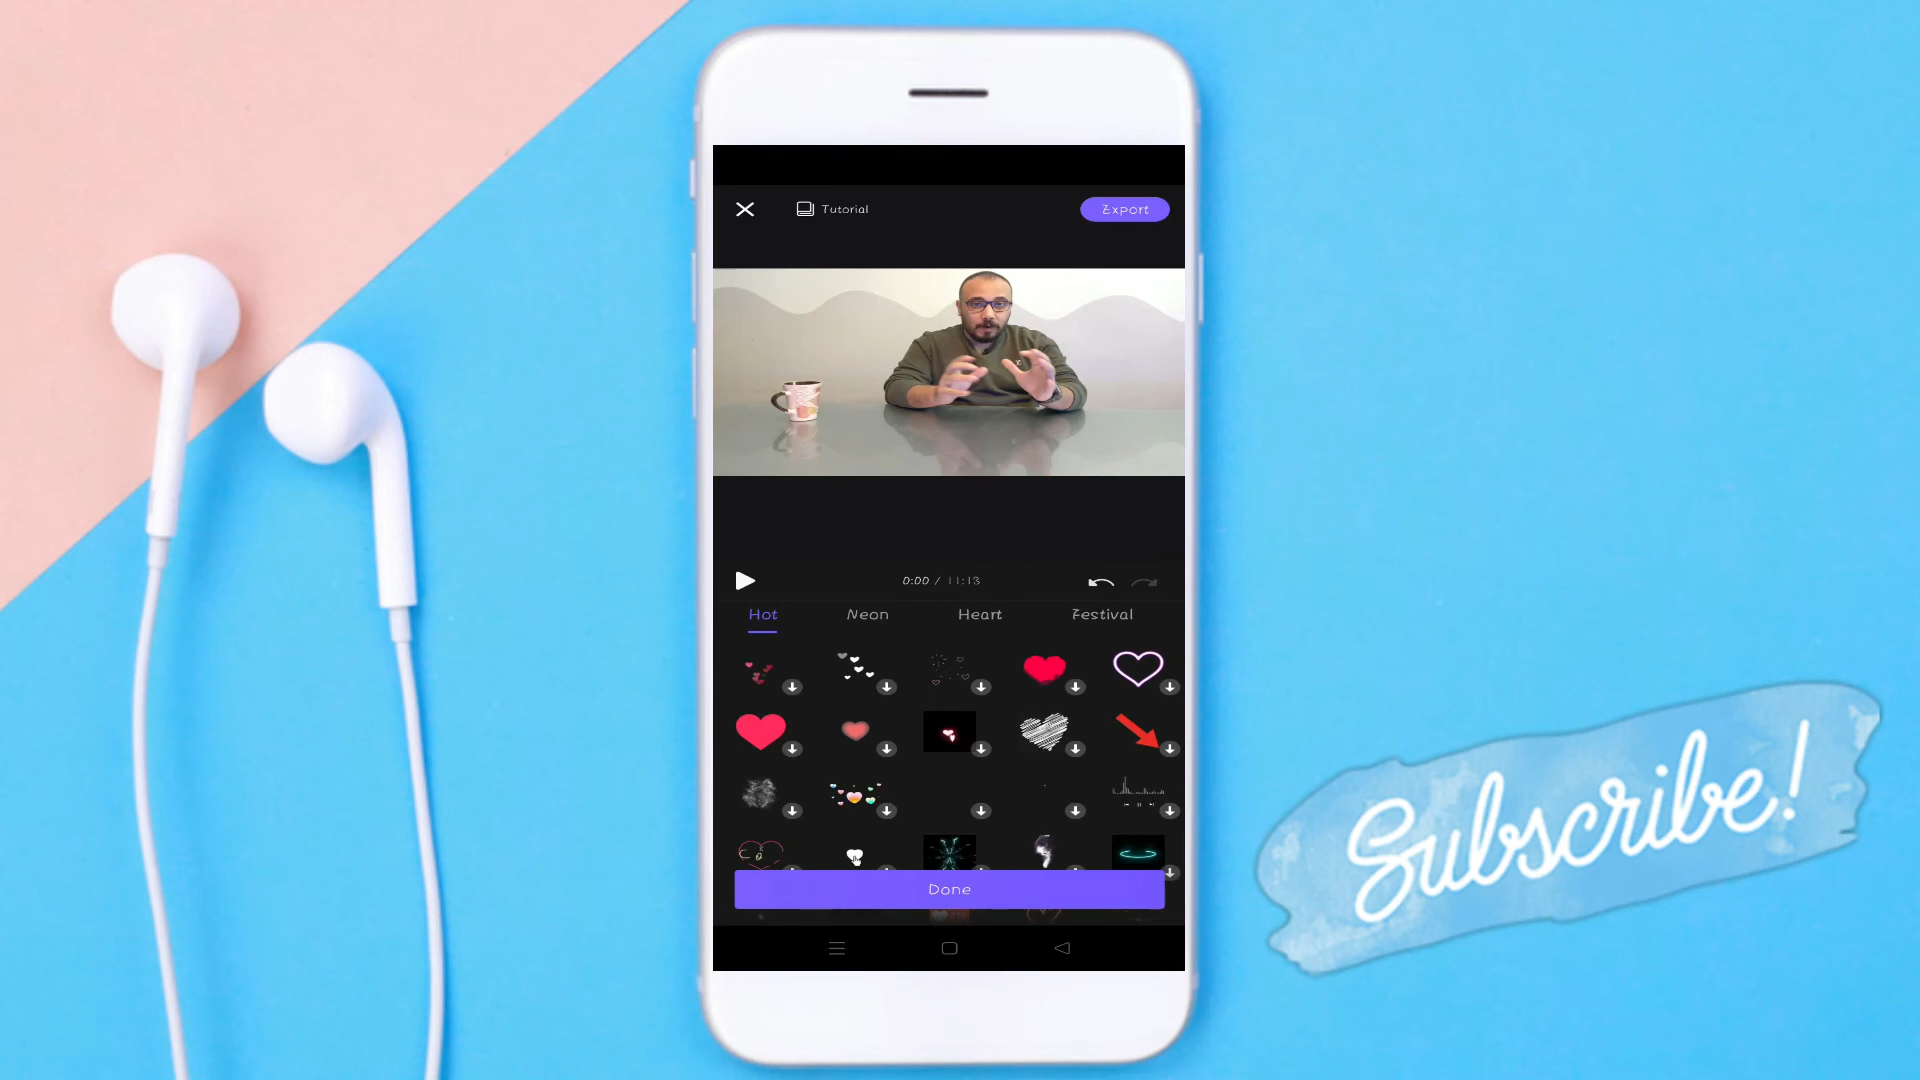 Tutorial
Export
0:00 / 11:13
Hot
Neon
Heart
Festival
Done
Subscribe!